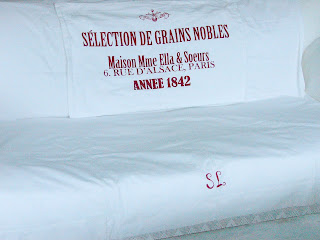 SÉLECTION DE GRAINS NOBLES
Maison Mme Ella & Soeurs
6. RUE D'ALSACE, PARIS
ANNEE 1842
SL